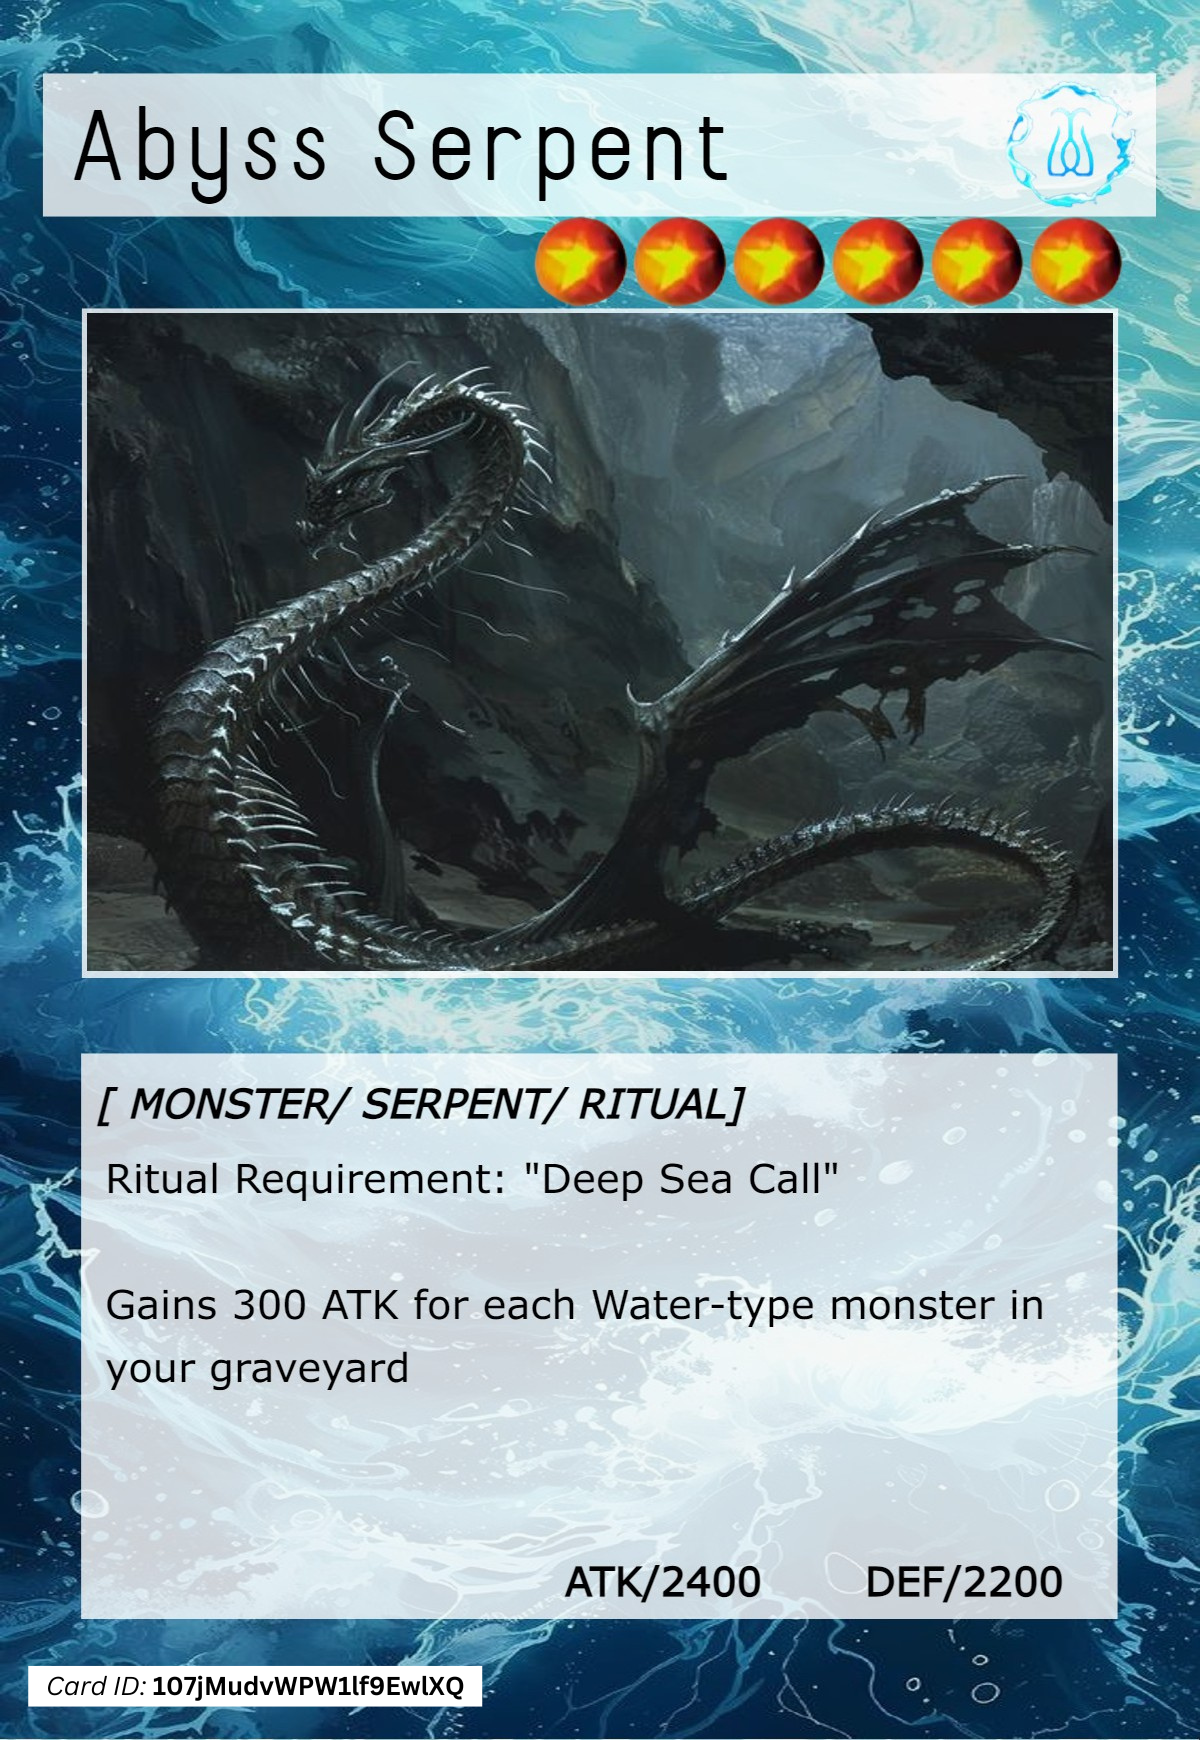 Abyss Serpent
[ MONSTER/ SERPENT/ RITUAL]
Ritual Requirement: "Deep Sea Call"
Gains 300 ATK for each Water-type monster in
your graveyard
ATK/2400 DEF/2200
Card ID: 107jMudvWPW1lf9EwlXQ